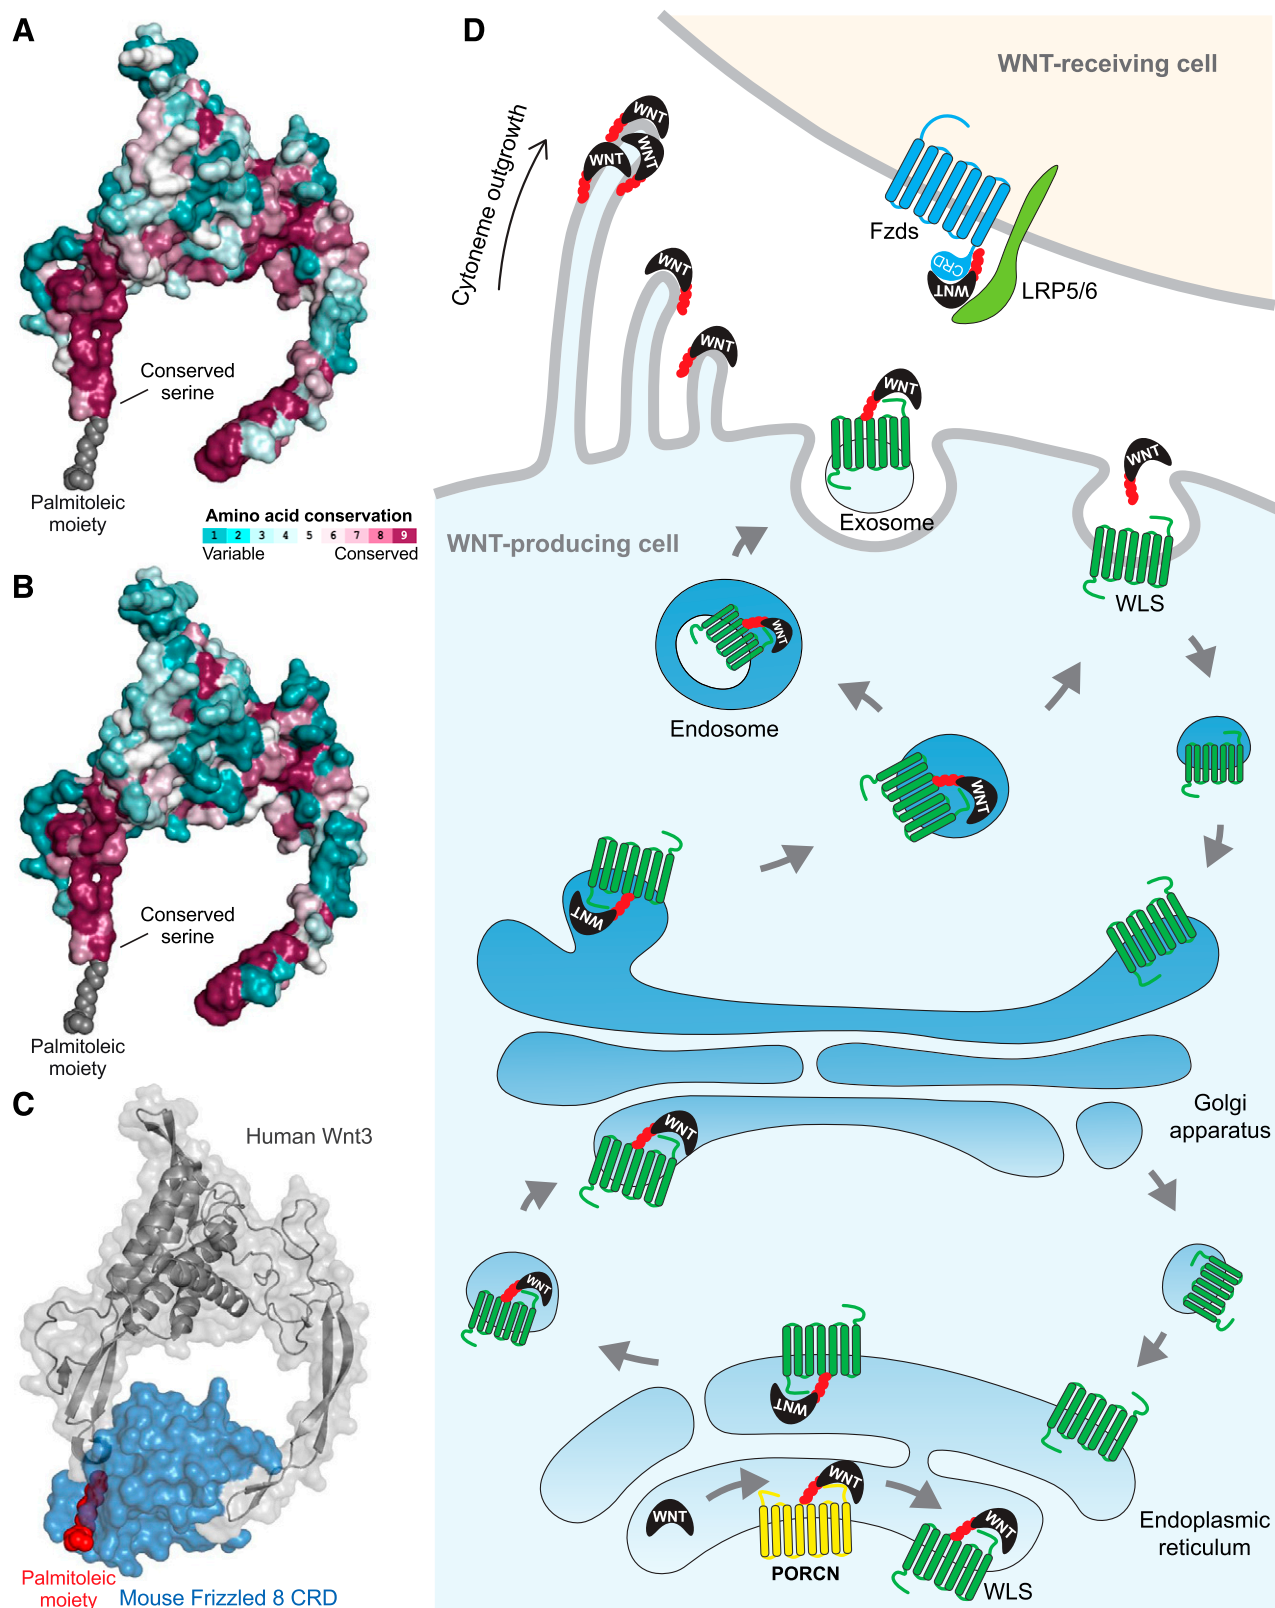 A
Conserved
serine
Palmitoleic
moiety
Amino acid conservation
1 2 3 4 5 6 7 8 9
Variable Conserved
B
Conserved
serine
Palmitoleic
moiety
C
Human Wnt3
Palmitoleic
moiety
Mouse Frizzled 8 CRD
D
WNT-receiving cell
Cytoneme outgrowth
WNT
WNT
WNT
WNT
WNT
Fzds
CRD
WNT
LRP5/6
WNT
Exosome
WNT
WLS
WNT-producing cell
WNT
Endosome
WNT
WNT
WNT
Golgi
apparatus
WNT
WNT
WNT
WNT
PORCN
WNT
WLS
Endoplasmic
reticulum